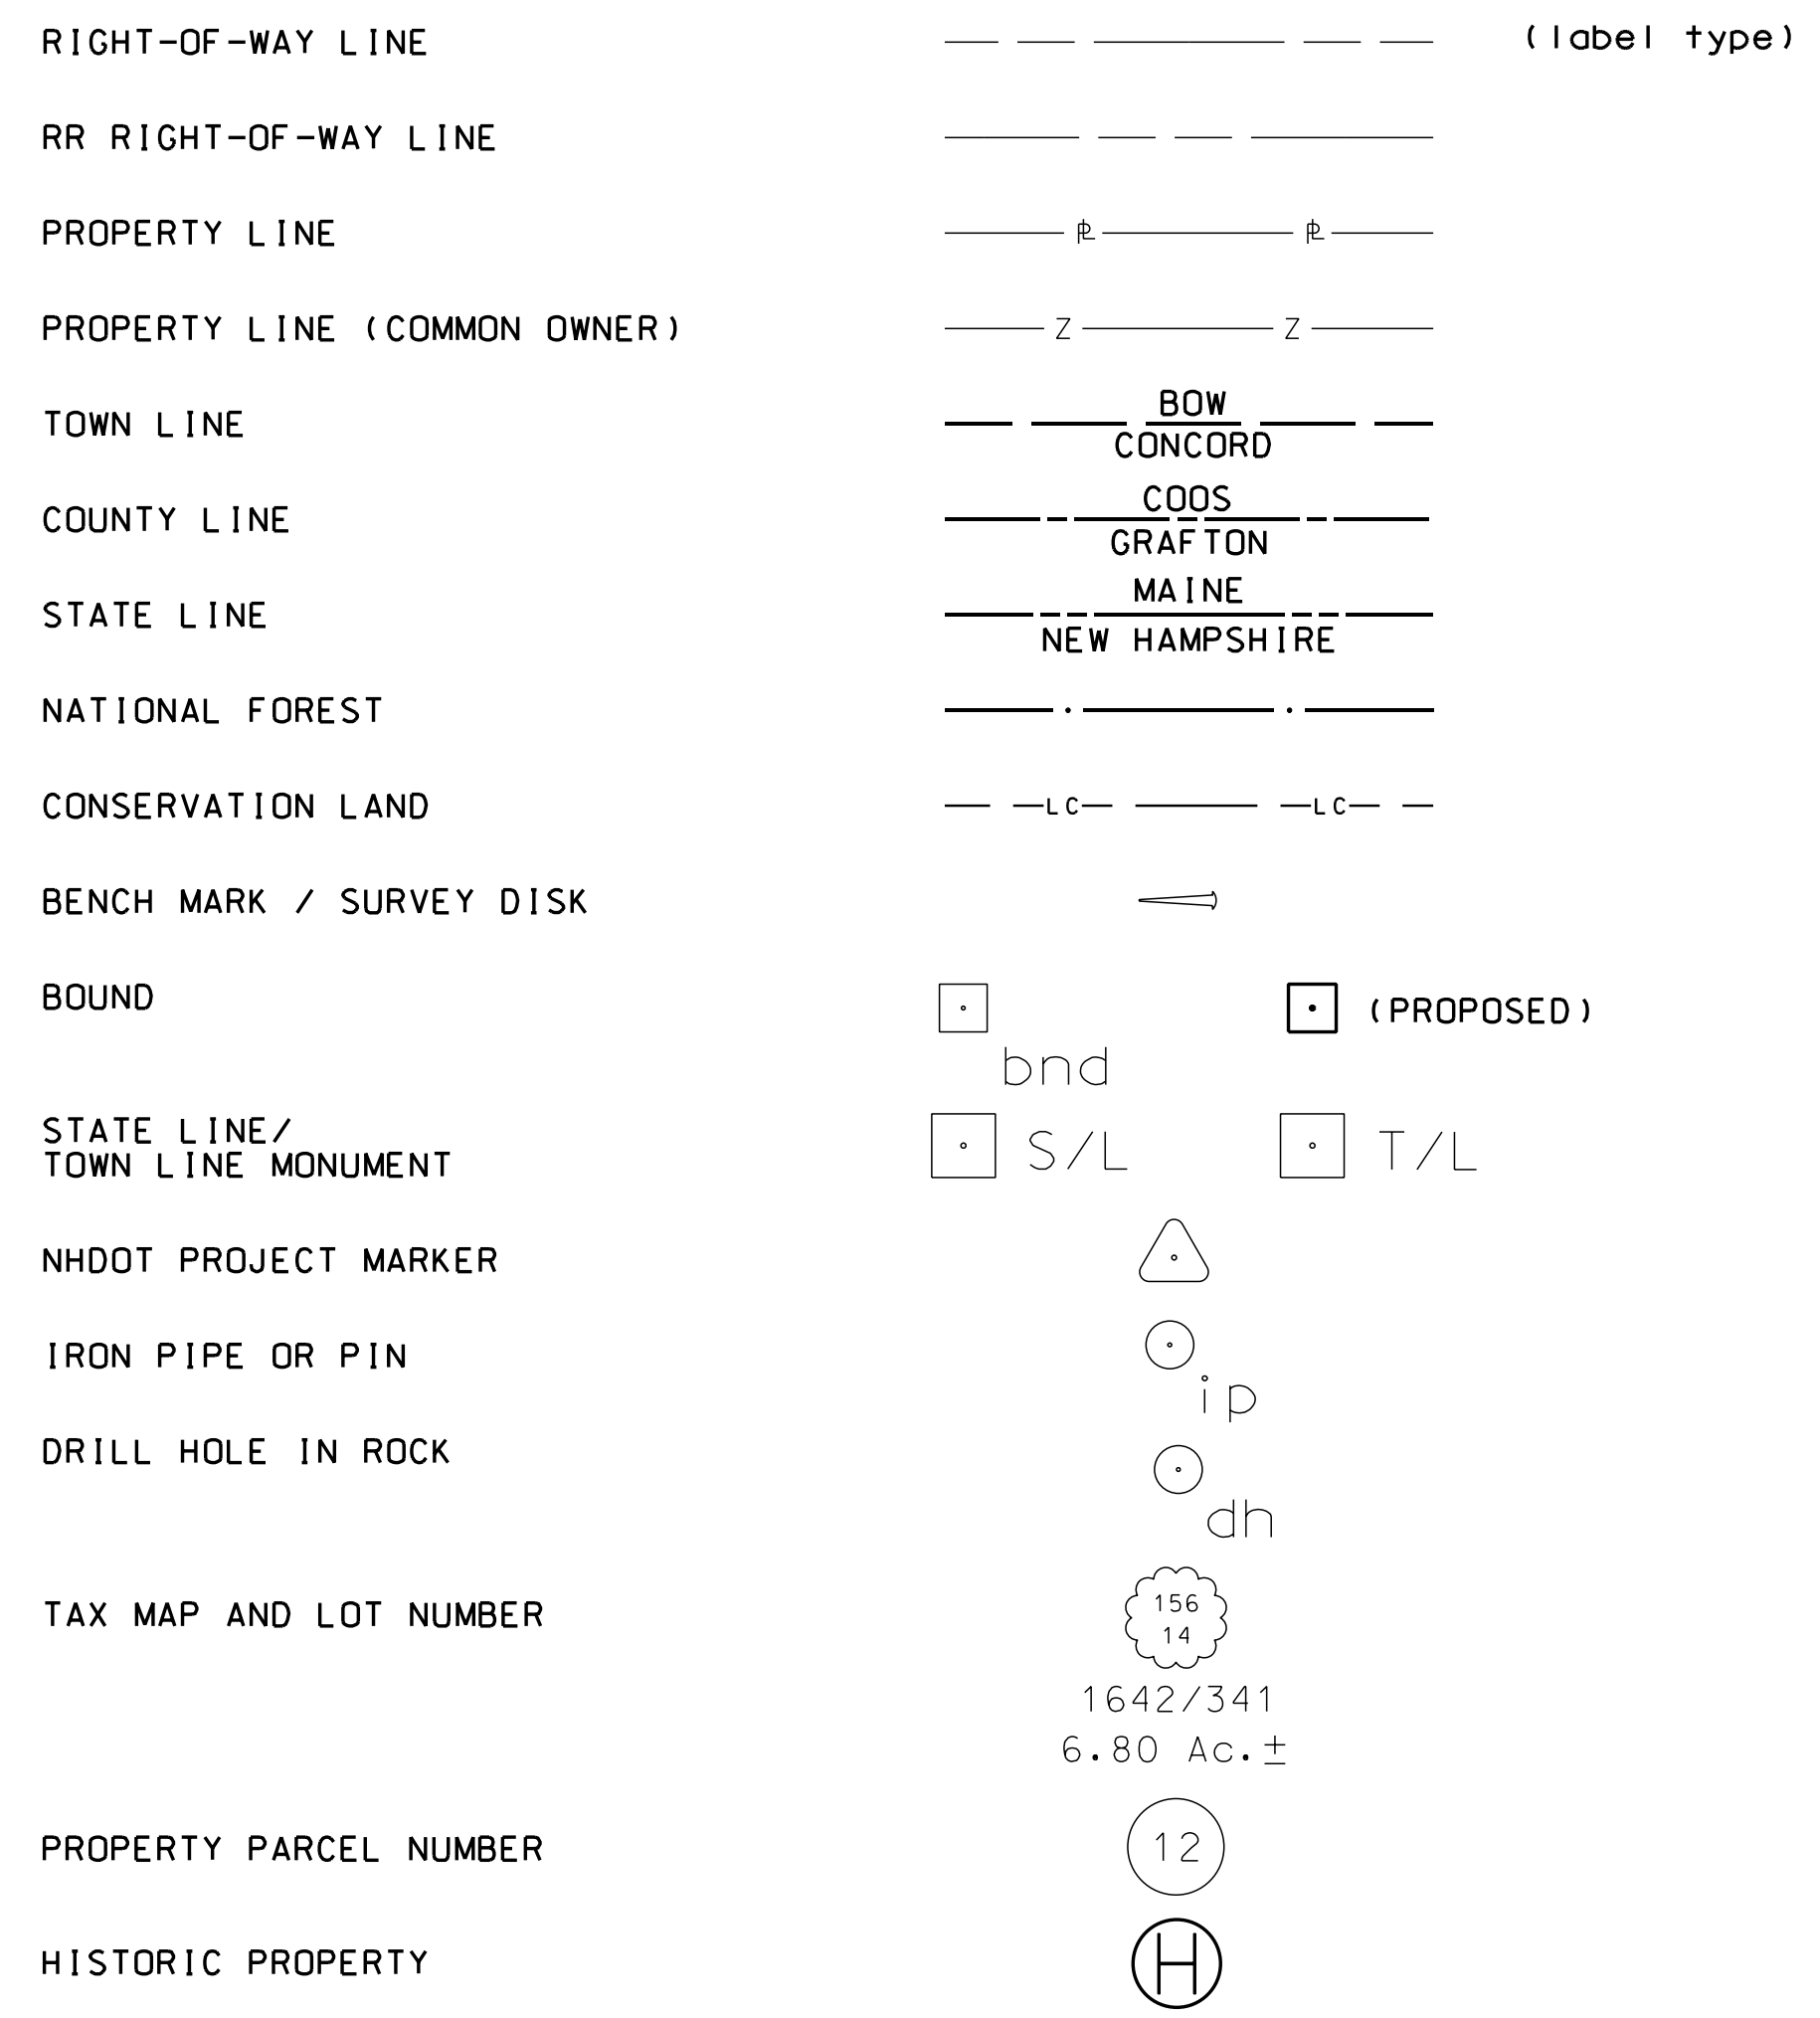 RIGHT-OF-WAY LINE (label type)
RR RIGHT-OF-WAY LINE
PROPERTY LINE ⅊ ⅊
PROPERTY LINE (COMMON OWNER) Z Z
BOW
TOWN LINE
CONCORD
COOS
COUNTY LINE
GRAFTON
MAINE
STATE LINE
NEW HAMPSHIRE
NATIONAL FOREST
CONSERVATION LAND LC LC
BENCH MARK / SURVEY DISK
BOUND (PROPOSED)
bnd
STATE LINE/
TOWN LINE MONUMENT S/L T/L
NHDOT PROJECT MARKER
IRON PIPE OR PIN
ip
DRILL HOLE IN ROCK
dh
TAX MAP AND LOT NUMBER
156
14
1642/341
6.80 Ac.±
PROPERTY PARCEL NUMBER 12
HISTORIC PROPERTY H